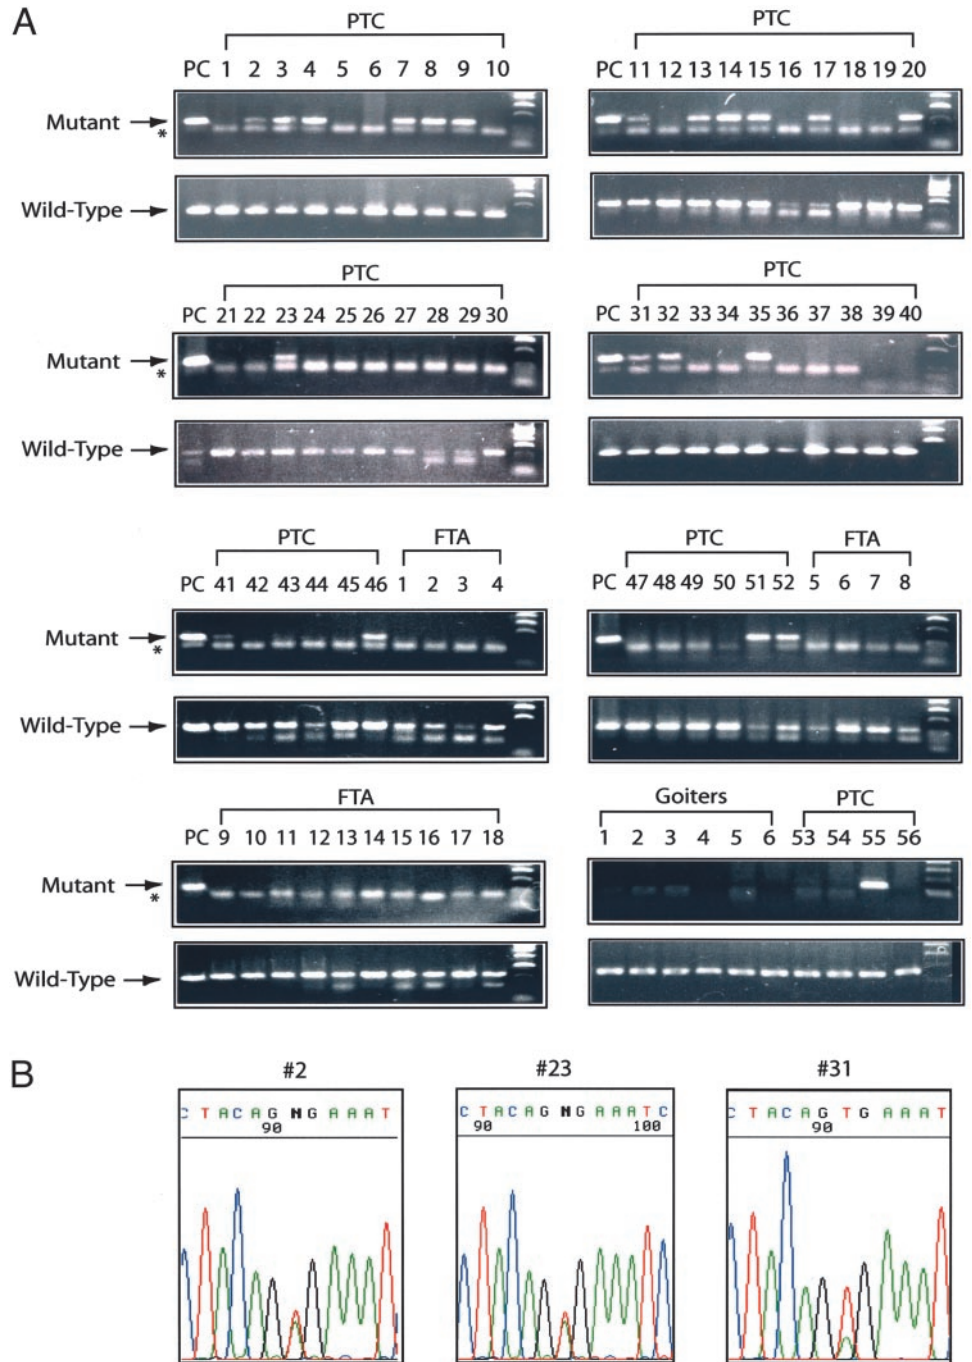 A
PTC
PC 1 2 3 4 5 6 7 8 9 10
Mutant
*
Wild-Type
PTC
PC 11 12 13 14 15 16 17 18 19 20
PTC
PC 21 22 23 24 25 26 27 28 29 30
Mutant
*
Wild-Type
PTC
PC 31 32 33 34 35 36 37 38 39 40
PTC FTA
PC 41 42 43 44 45 46 1 2 3 4
Mutant
*
Wild-Type
PTC FTA
PC 47 48 49 50 51 52 5 6 7 8
FTA
PC 9 10 11 12 13 14 15 16 17 18
Mutant
*
Wild-Type
Goiters PTC
1 2 3 4 5 6 53 54 55 56
B
#2
C T A C A G N G A A A T
90
#23
C T A C A G N G A A A T C
90 100
#31
C T A C A G T G A A A T
90